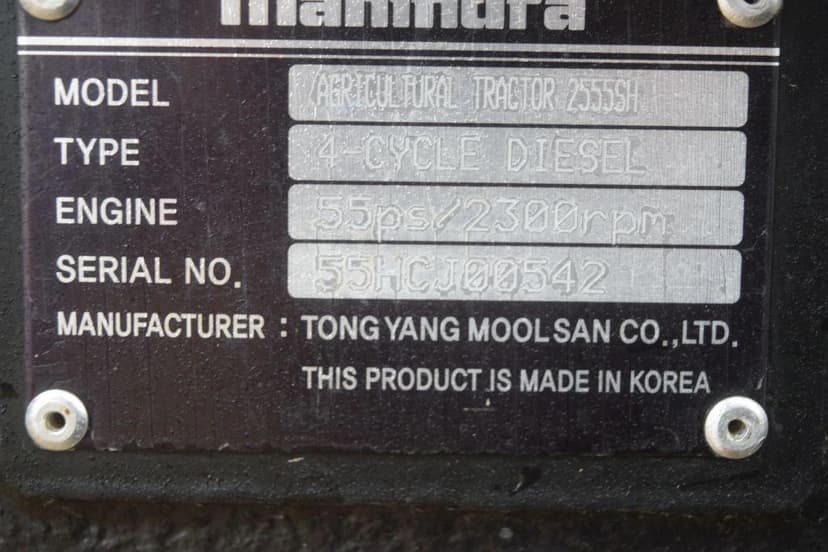 mahindra
MODEL AGRICULTURAL TRACTOR 2555SH
TYPE 4-CYCLE DIESEL
ENGINE 55ps/2300rpm
SERIAL NO. 55HCJ00542
MANUFACTURER : TONG YANG MOOLSAN CO.,LTD.
THIS PRODUCT IS MADE IN KOREA